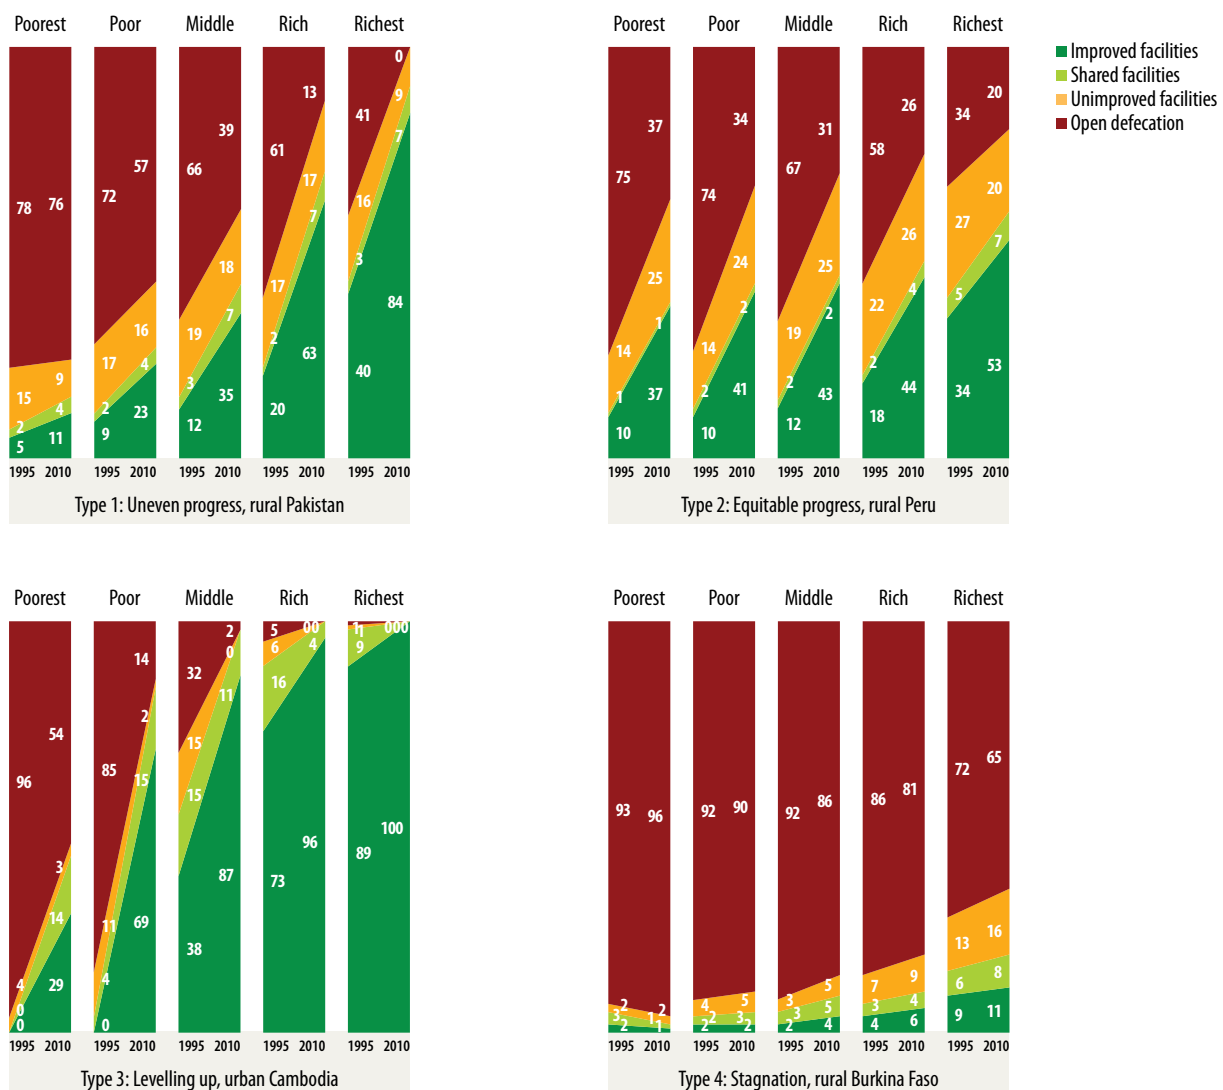 Poorest Poor Middle Rich Richest
78 76 15 9 2 4 5 11
72 57 17 16 2 4 9 23
66 39 19 18 3 7 12 35
61 13 17 17 2 7 20 63
41 0 16 9 3 7 40 84
1995 2010 1995 2010 1995 2010 1995 2010 1995 2010
Type 1: Uneven progress, rural Pakistan
Poorest Poor Middle Rich Richest
75 37 14 25 1 1 10 37
74 34 14 24 2 2 10 41
67 31 19 25 2 2 12 43
58 26 22 26 2 4 18 44
34 20 27 20 5 7 34 53
1995 2010 1995 2010 1995 2010 1995 2010 1995 2010
Type 2: Equitable progress, rural Peru
Improved facilities
Shared facilities
Unimproved facilities
Open defecation
Poorest Poor Middle Rich Richest
96 54 4 3 0 14 0 29
85 14 11 2 4 15 0 69
32 2 15 0 15 11 38 87
5 0 6 0 16 4 73 96
1 0 1 0 9 0 89 100
1995 2010 1995 2010 1995 2010 1995 2010 1995 2010
Type 3: Levelling up, urban Cambodia
Poorest Poor Middle Rich Richest
93 96 2 2 3 1 2 1
92 90 4 5 2 3 2 2
92 86 3 5 3 5 2 4
86 81 7 9 3 4 4 6
72 65 13 16 6 8 9 11
1995 2010 1995 2010 1995 2010 1995 2010 1995 2010
Type 4: Stagnation, rural Burkina Faso